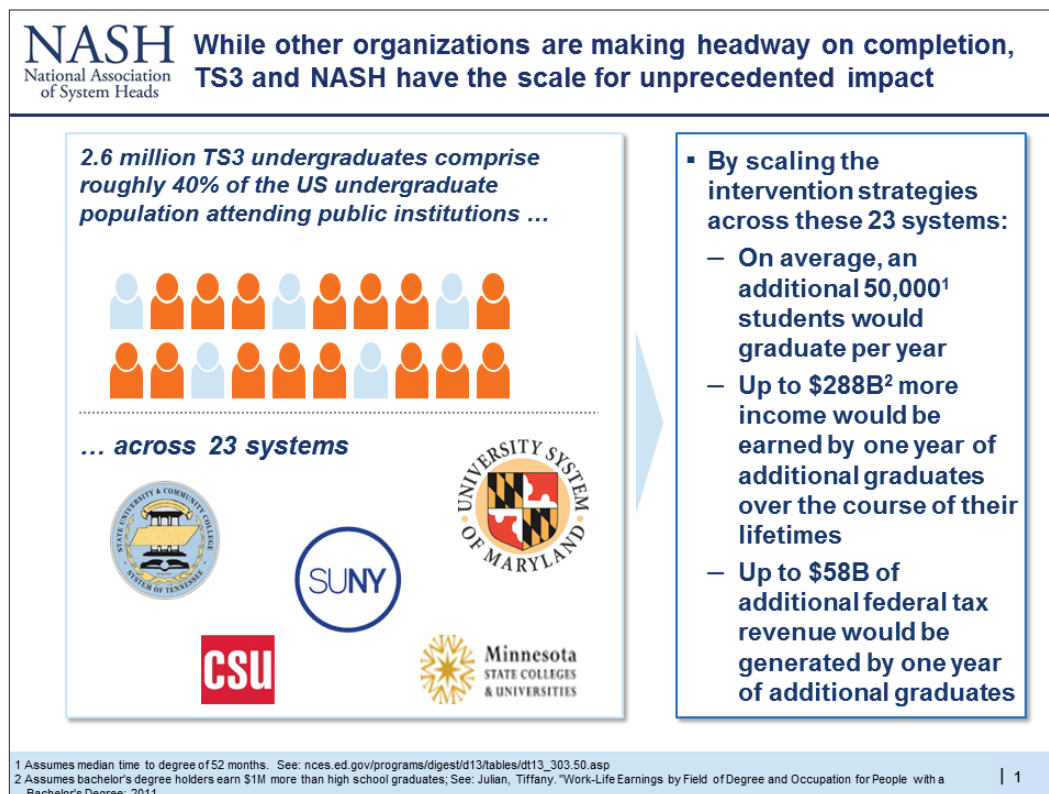 NASH
National Association
of System Heads
While other organizations are making headway on completion,
TS3 and NASH have the scale for unprecedented impact
2.6 million TS3 undergraduates comprise
roughly 40% of the US undergraduate
population attending public institutions …
… across 23 systems
STATE UNIVERSITY & COMMUNITY COLLEGE
SYSTEM OF TENNESSEE
SUNY
UNIVERSITY SYSTEM
OF MARYLAND
CSU
Minnesota
STATE COLLEGES
& UNIVERSITIES
▪ By scaling the
intervention strategies
across these 23 systems:
– On average, an
additional 50,000¹
students would
graduate per year
– Up to $288B² more
income would be
earned by one year of
additional graduates
over the course of their
lifetimes
– Up to $58B of
additional federal tax
revenue would be
generated by one year
of additional graduates
1 Assumes median time to degree of 52 months. See: nces.ed.gov/programs/digest/d13/tables/dt13_303.50.asp
2 Assumes bachelor's degree holders earn $1M more than high school graduates; See: Julian, Tiffany. "Work-Life Earnings by Field of Degree and Occupation for People with a
Bachelor's Degree: 2011
| 1